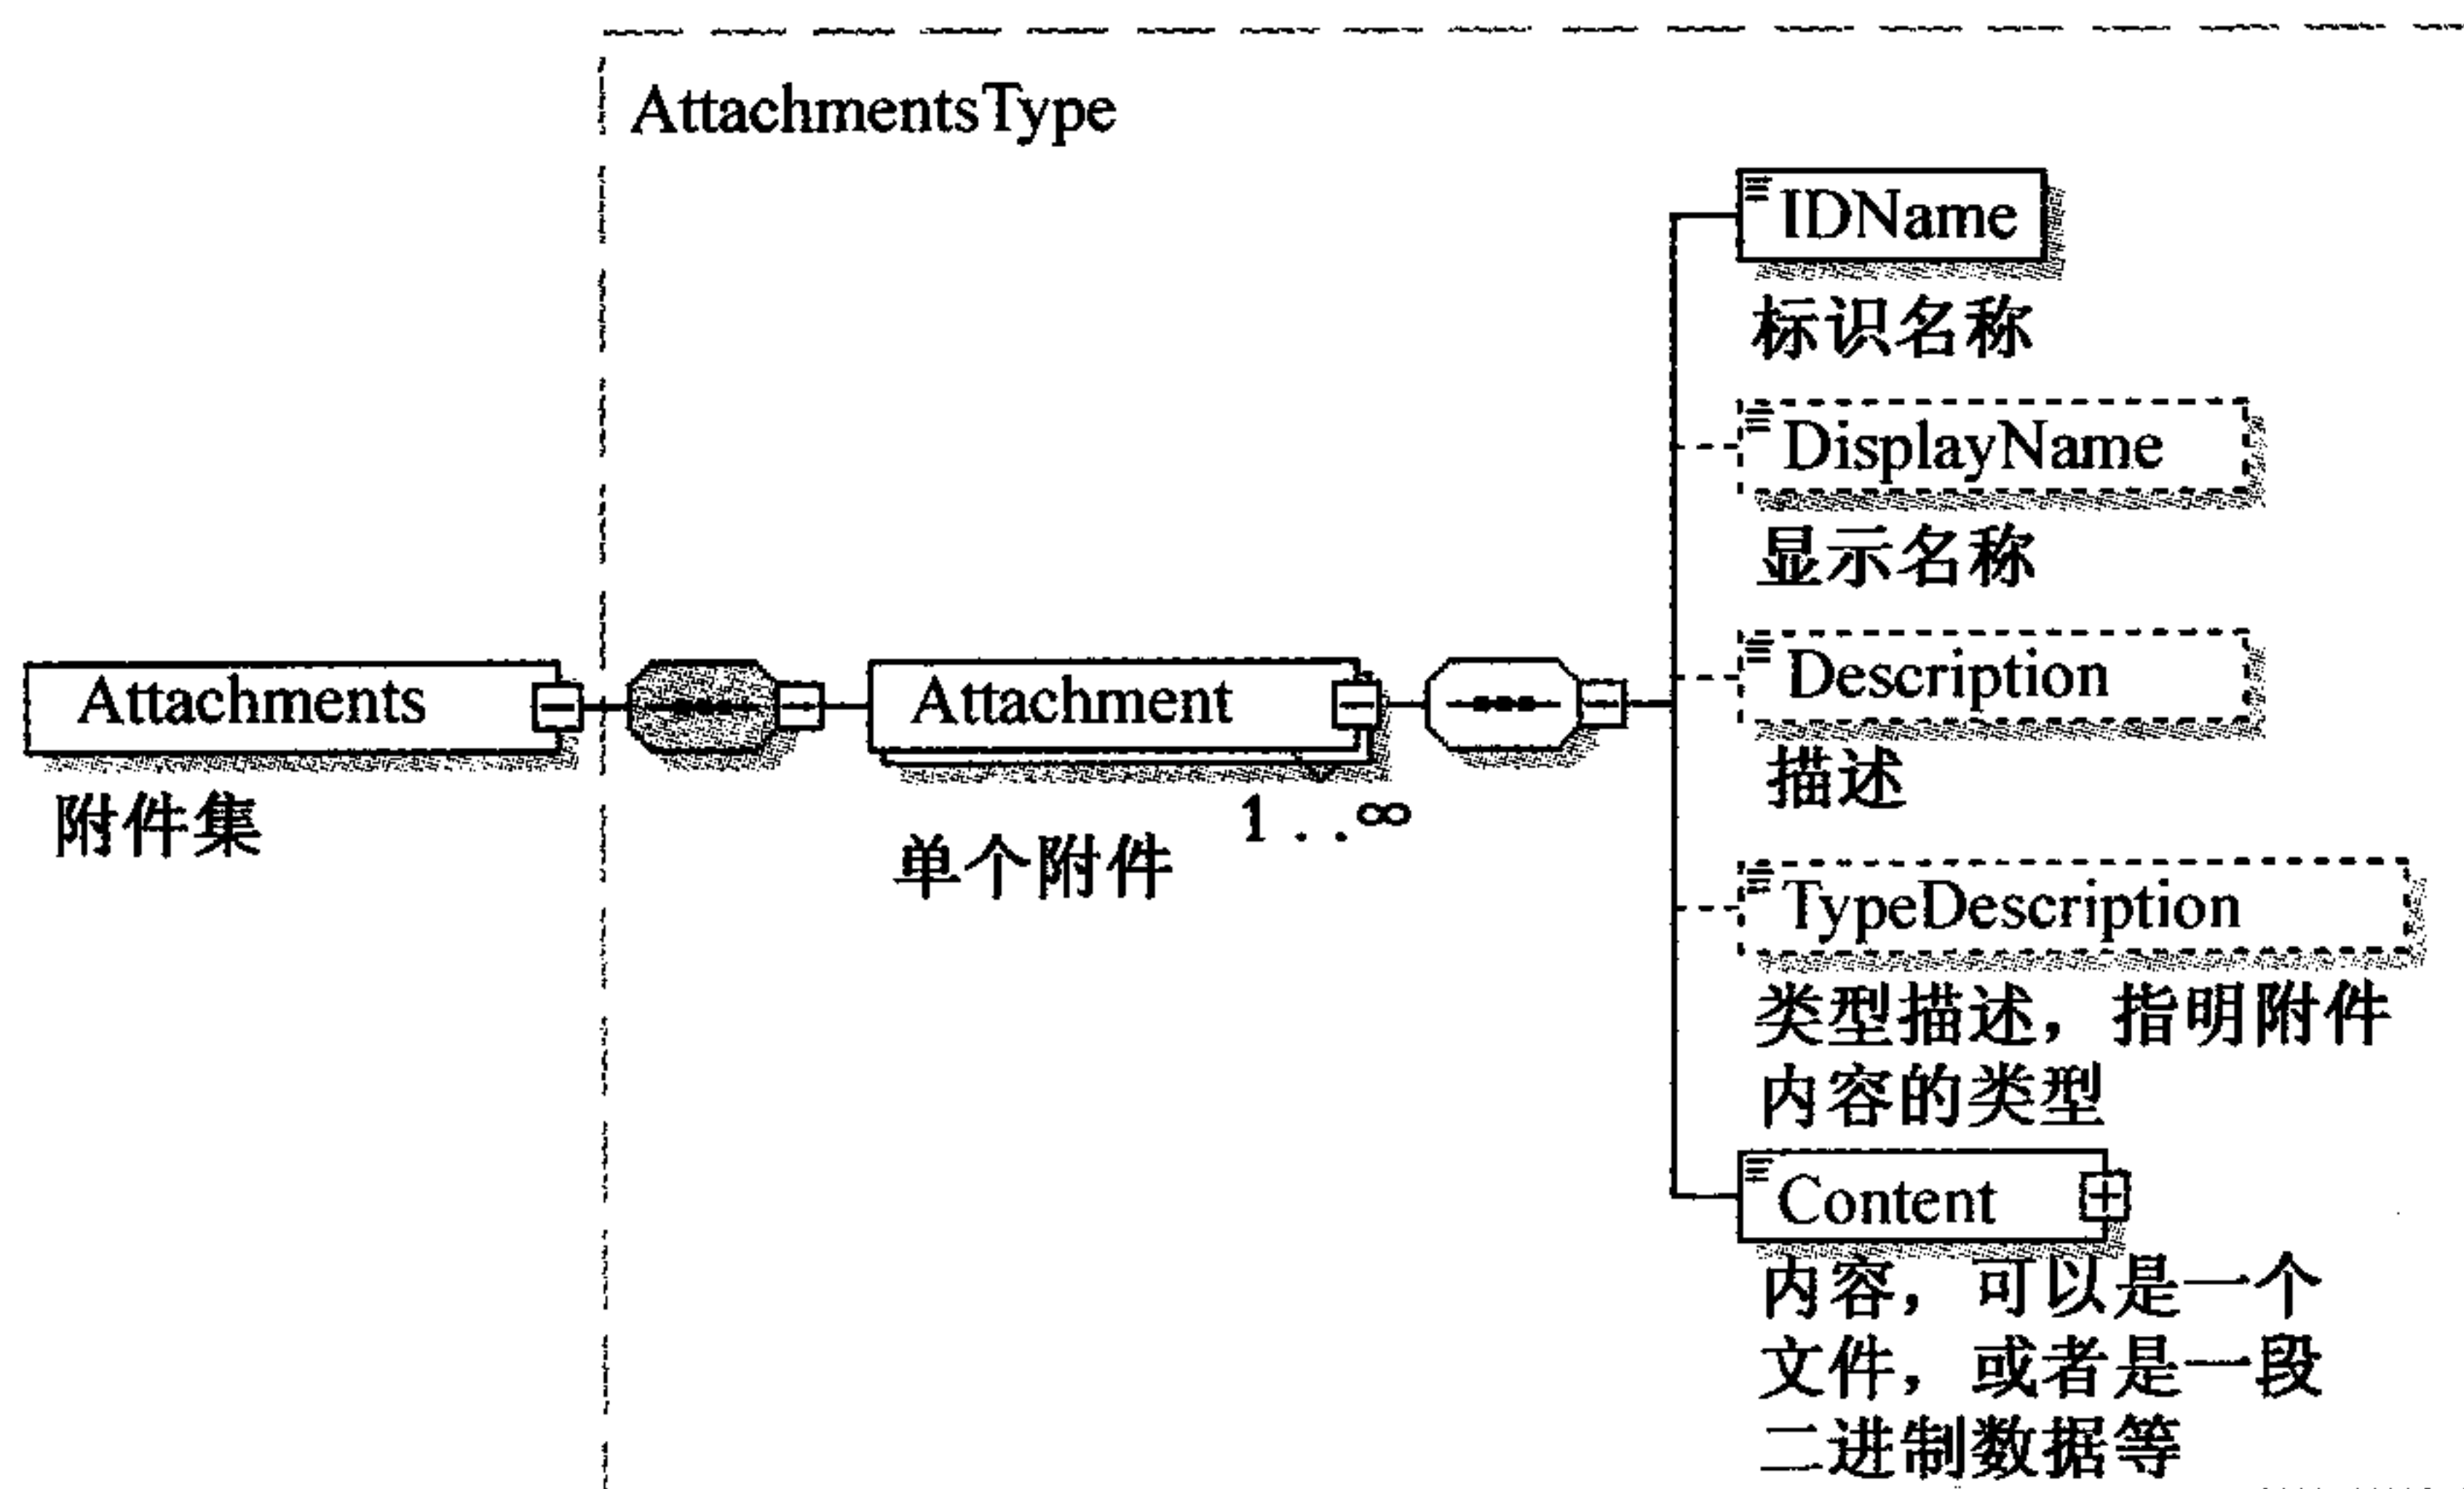 AttachmentsType
IDName
标识名称
DisplayName
显示名称
Description
描述
Attachments
附件集
Attachment
1..∞
单个附件
TypeDescription
类型描述，指明附件
内容的类型
Content
内容，可以是一个
文件，或者是一段
二进制数据等